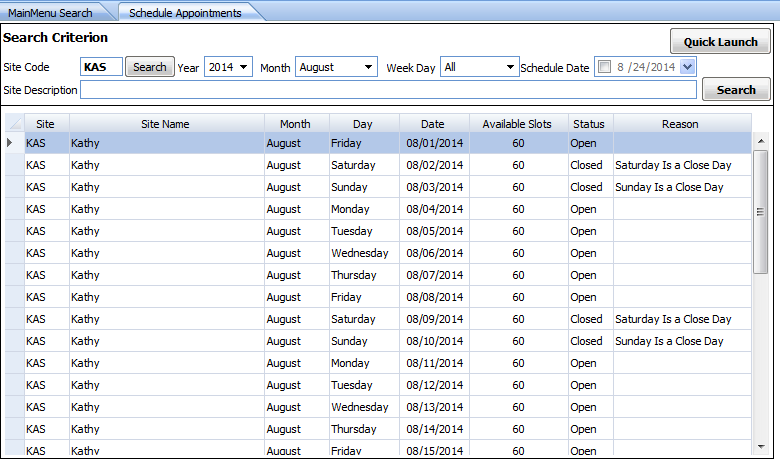 MainMenu Search Schedule Appointments
Search Criterion Quick Launch
Site Code KAS Search Year 2014 Month August Week Day All Schedule Date 8 /24/2014
Site Description Search
Site Site Name Month Day Date Available Slots Status Reason
KAS Kathy August Friday 08/01/2014 60 Open
KAS Kathy August Saturday 08/02/2014 60 Closed Saturday Is a Close Day
KAS Kathy August Sunday 08/03/2014 60 Closed Sunday Is a Close Day
KAS Kathy August Monday 08/04/2014 60 Open
KAS Kathy August Tuesday 08/05/2014 60 Open
KAS Kathy August Wednesday 08/06/2014 60 Open
KAS Kathy August Thursday 08/07/2014 60 Open
KAS Kathy August Friday 08/08/2014 60 Open
KAS Kathy August Saturday 08/09/2014 60 Closed Saturday Is a Close Day
KAS Kathy August Sunday 08/10/2014 60 Closed Sunday Is a Close Day
KAS Kathy August Monday 08/11/2014 60 Open
KAS Kathy August Tuesday 08/12/2014 60 Open
KAS Kathy August Wednesday 08/13/2014 60 Open
KAS Kathy August Thursday 08/14/2014 60 Open
KAS Kathy August Friday 08/15/2014 60 Open